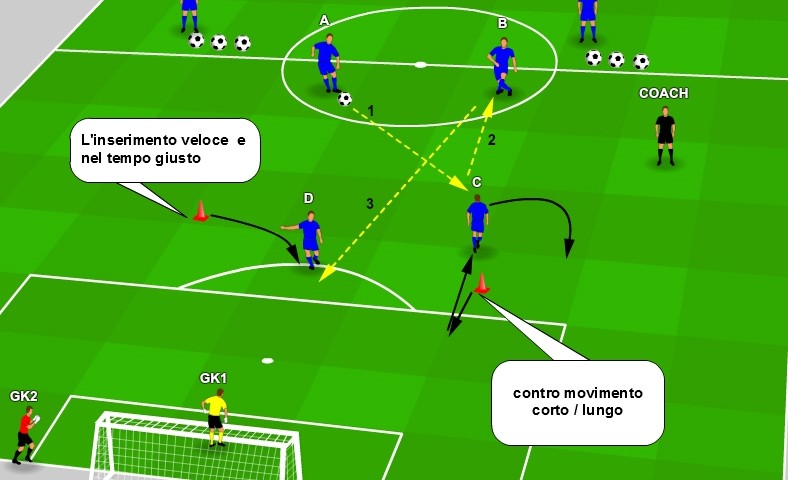 A
B
COACH
1
2
L'inserimento veloce e
nel tempo giusto
C
D
3
contro movimento
corto / lungo
GK1
GK2